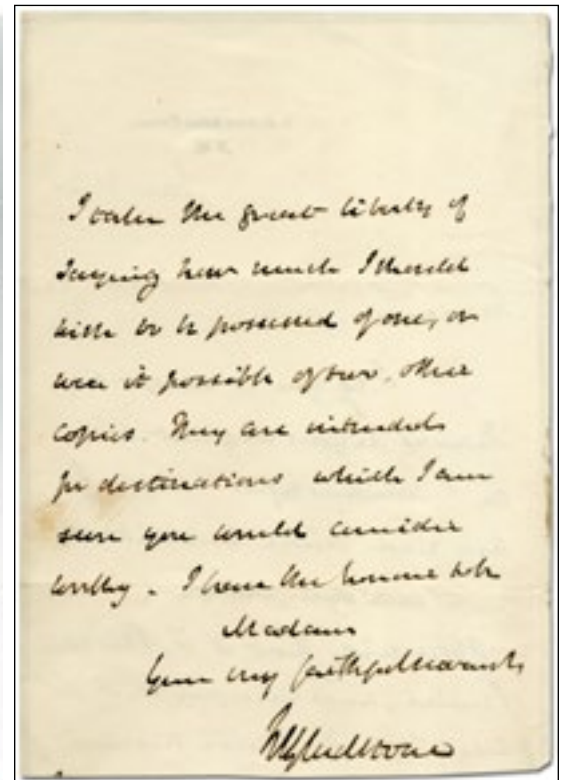 I take the great liberty of
saying how much I should
like to be possessed of one, or
were it possible of two, other
copies. They are intended
for destinations which I am
sure you would consider
worthy. I have the honour to be
Madam
Your very faithful servant
WEGladstone